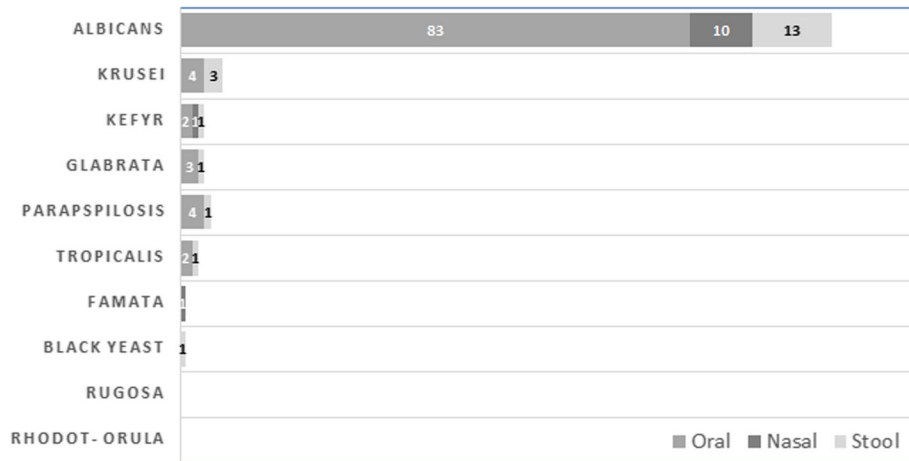 ALBICANS 83 10 13
KRUSEI 4 3
KEFYR 2 1 1
GLABRATA 3 1
PARAPSPILOSIS 4 1
TROPICALIS 2 1
FAMATA 1
BLACK YEAST 1
RUGOSA
RHODOT- ORULA
Oral Nasal Stool